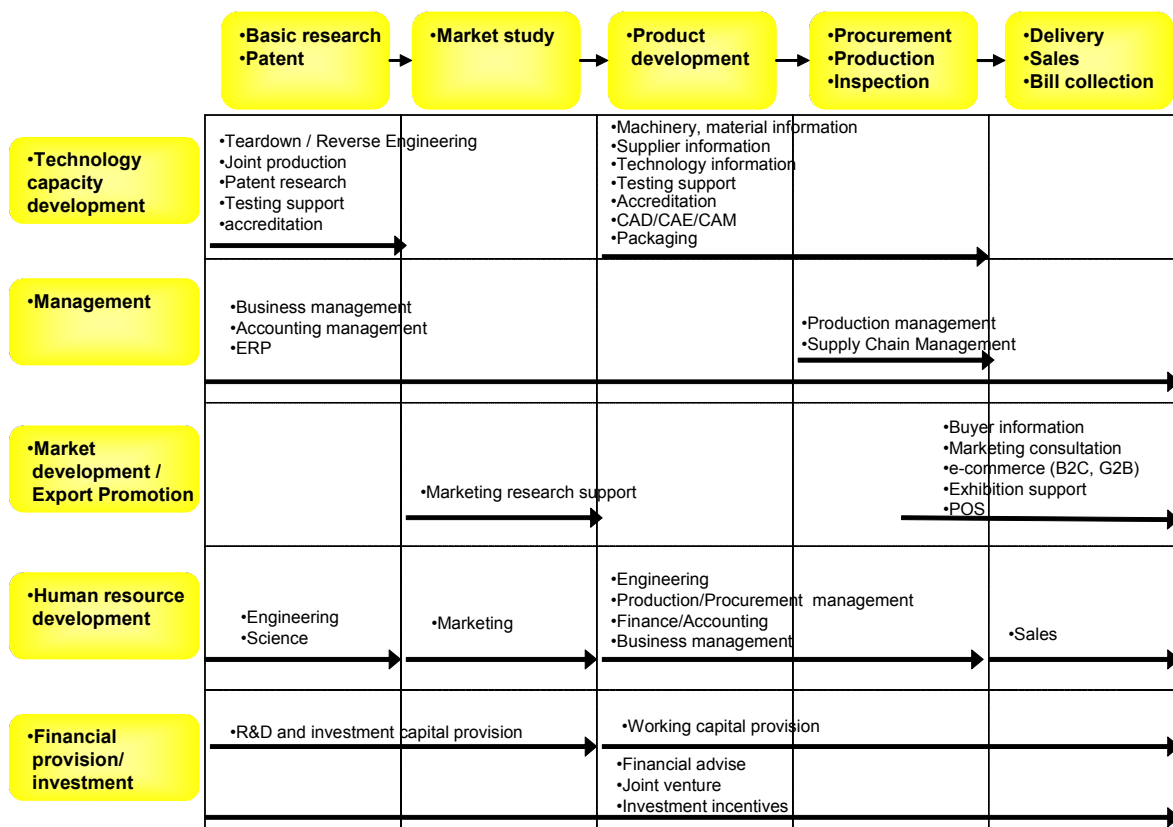 •Basic research
•Patent
•Market study
•Product
development
•Procurement
•Production
•Inspection
•Delivery
•Sales
•Bill collection
•Technology
capacity
development
•Teardown / Reverse Engineering
•Joint production
•Patent research
•Testing support
•accreditation
•Machinery, material information
•Supplier information
•Technology information
•Testing support
•Accreditation
•CAD/CAE/CAM
•Packaging
•Management
•Business management
•Accounting management
•ERP
•Production management
•Supply Chain Management
•Market
development /
Export Promotion
•Marketing research support
•Buyer information
•Marketing consultation
•e-commerce (B2C, G2B)
•Exhibition support
•POS
•Human resource
development
•Engineering
•Science
•Marketing
•Engineering
•Production/Procurement management
•Finance/Accounting
•Business management
•Sales
•Financial
provision/
investment
•R&D and investment capital provision
•Working capital provision
•Financial advise
•Joint venture
•Investment incentives